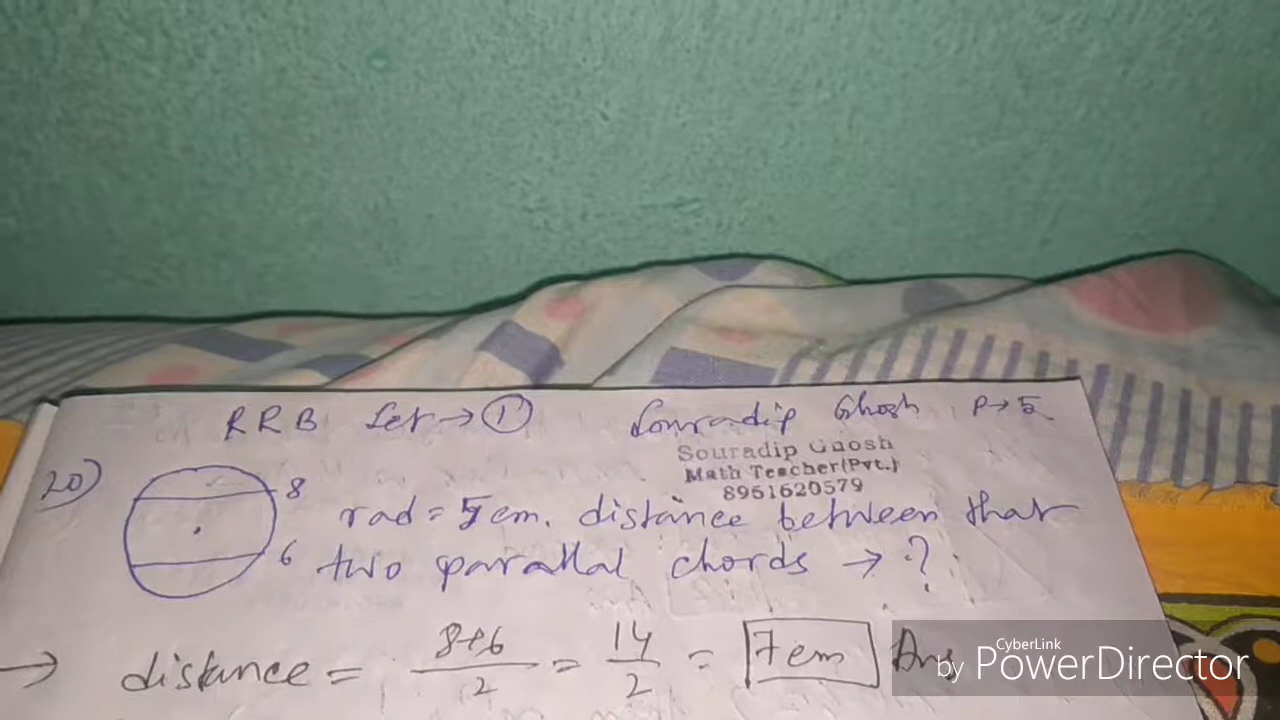 RRB Set → ① Souradip Ghosh P → 5
Souradip Ghosh
Math Teacher(Pvt.)
8961620579
20) 8 rad = 5 cm. distance between that
6 two parallal chords → ?
→ distance = 8+6/2 = 14/2 = 7 cm Ans
CyberLink
by PowerDirector